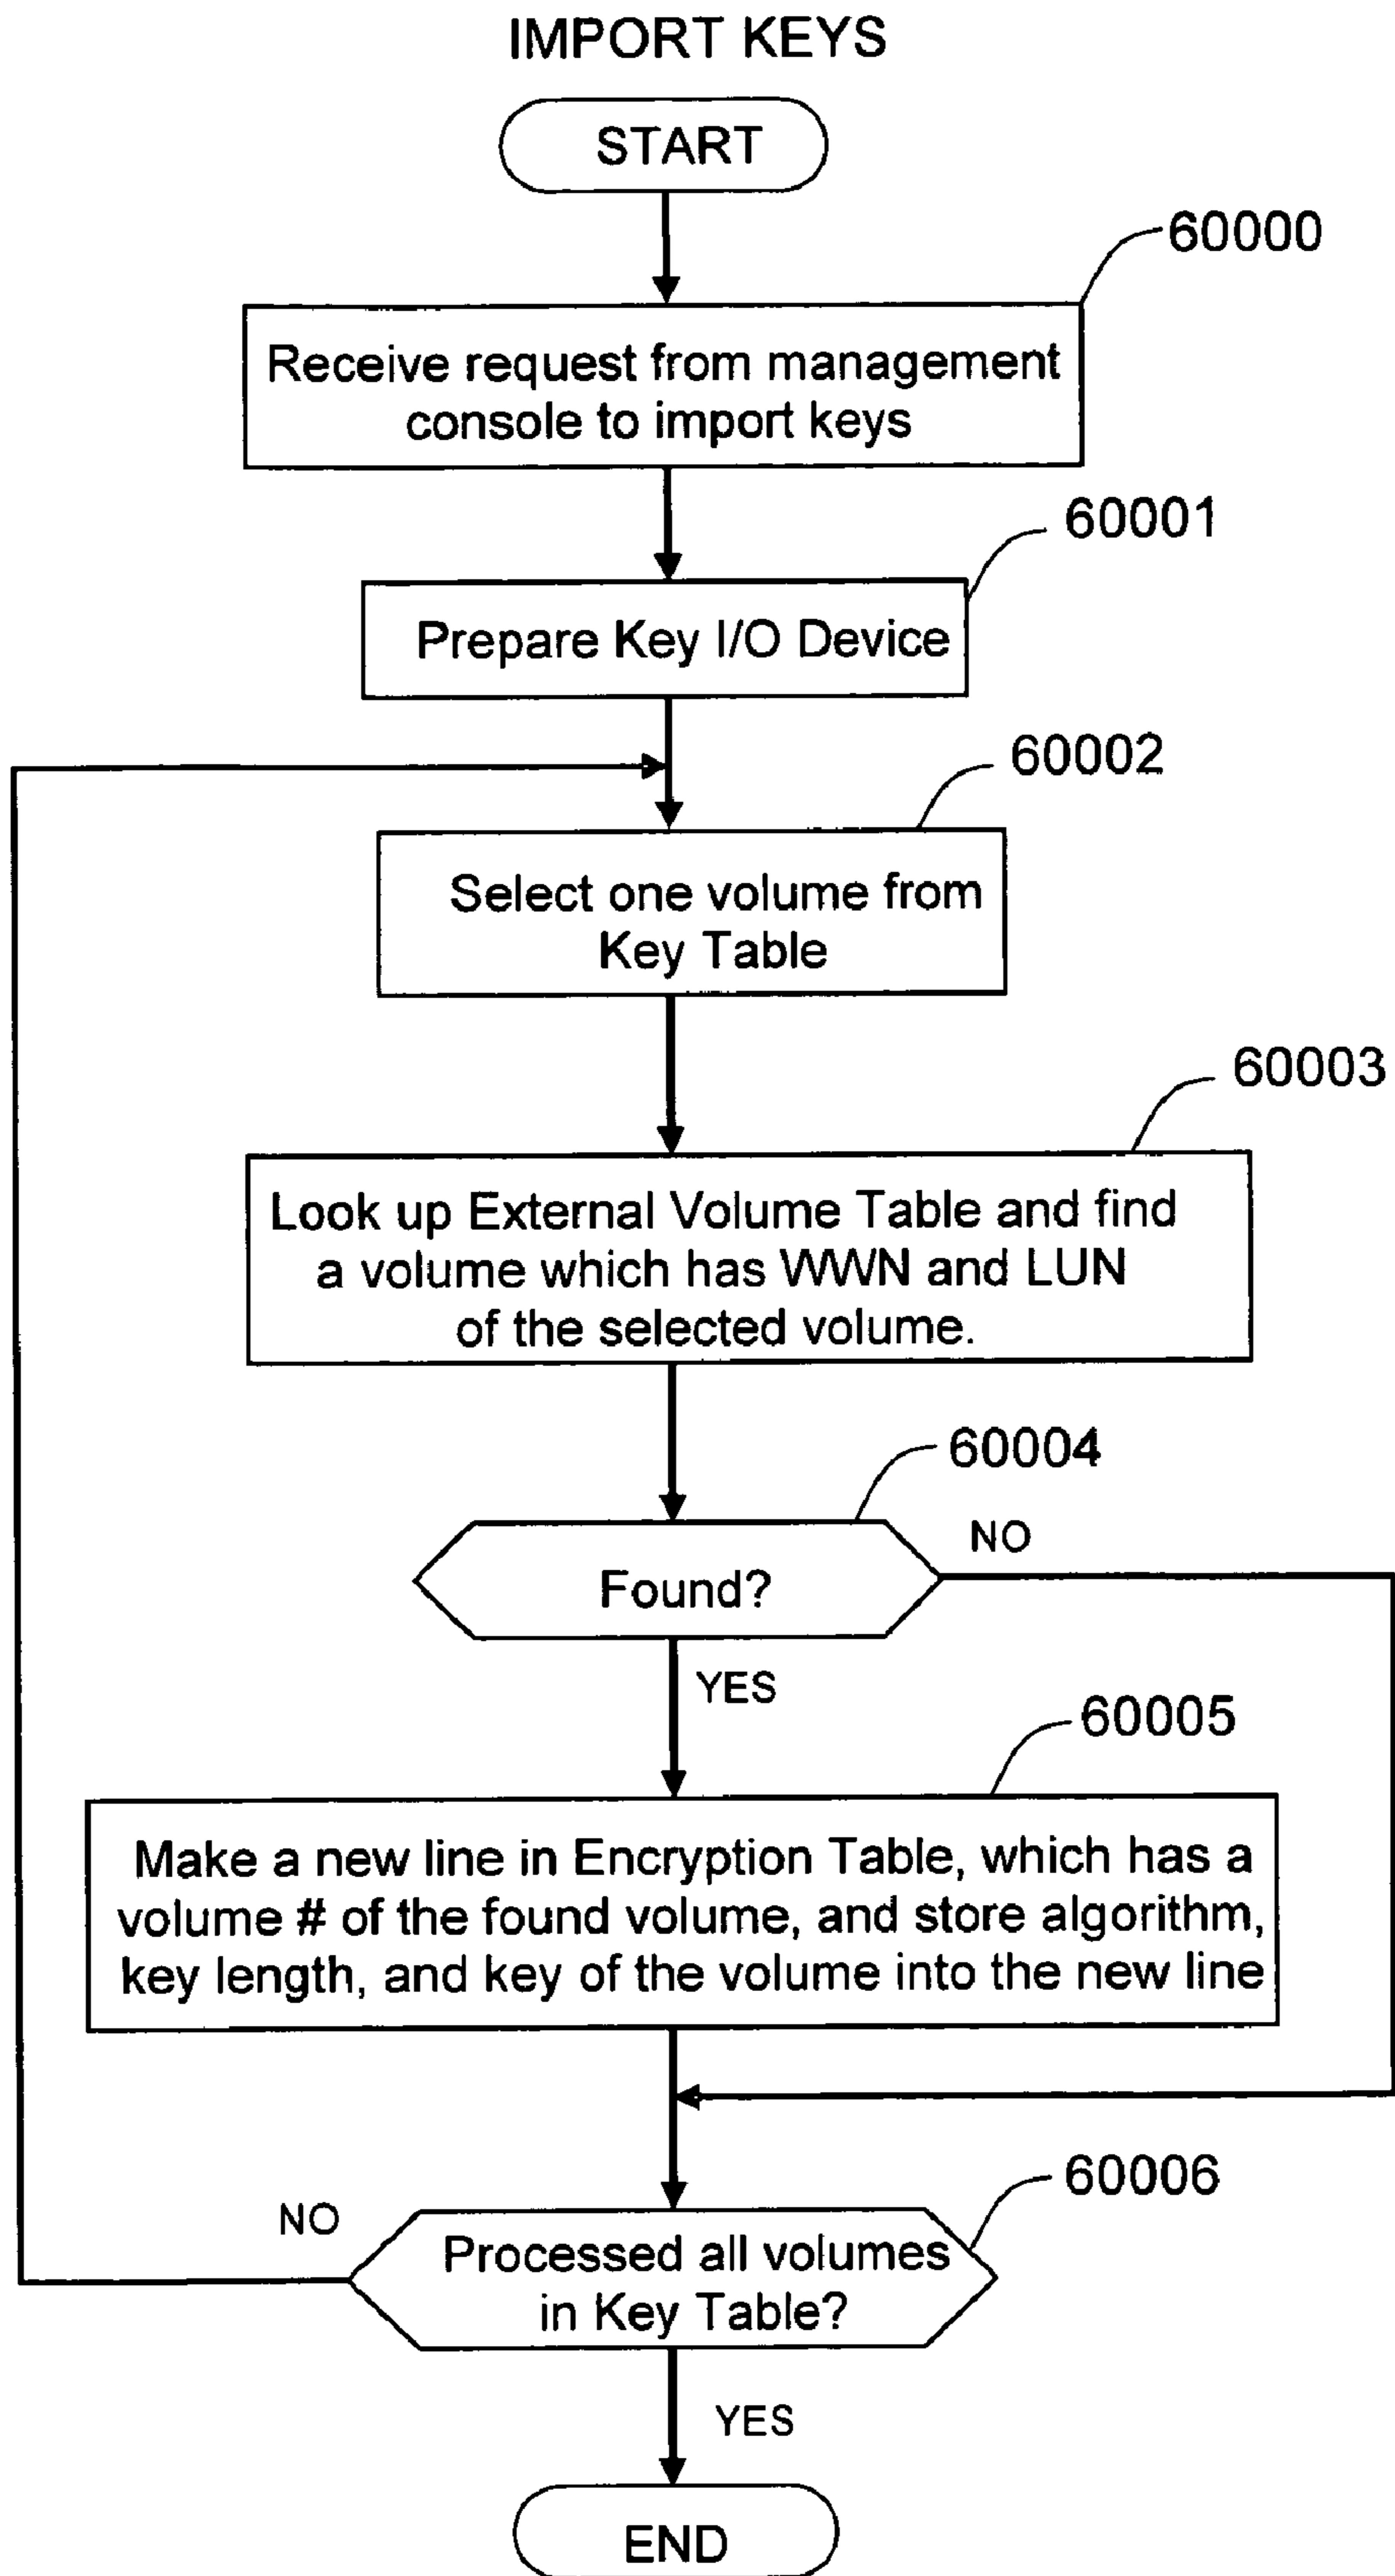 IMPORT KEYS
START
60000
Receive request from management
console to import keys
60001
Prepare Key I/O Device
60002
Select one volume from
Key Table
60003
Look up External Volume Table and find
a volume which has WWN and LUN
of the selected volume.
60004
NO
Found?
YES
60005
Make a new line in Encryption Table, which has a
volume # of the found volume, and store algorithm,
key length, and key of the volume into the new line
60006
NO
Processed all volumes
in Key Table?
YES
END